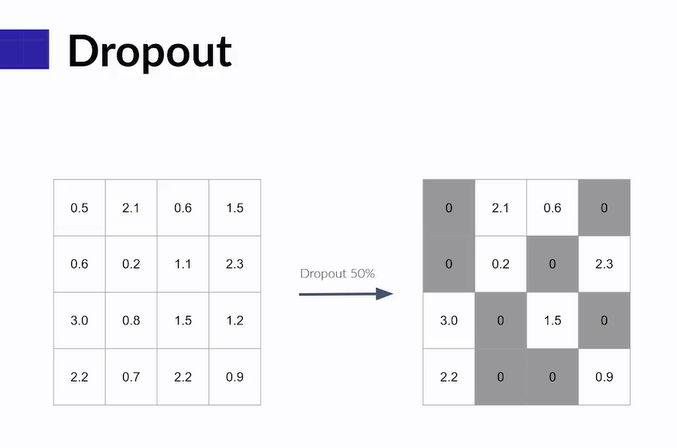 Dropout
0.5 2.1 0.6 1.5
0.6 0.2 1.1 2.3
3.0 0.8 1.5 1.2
2.2 0.7 2.2 0.9
Dropout 50%
0 2.1 0.6 0
0 0.2 0 2.3
3.0 0 1.5 0
2.2 0 0 0.9